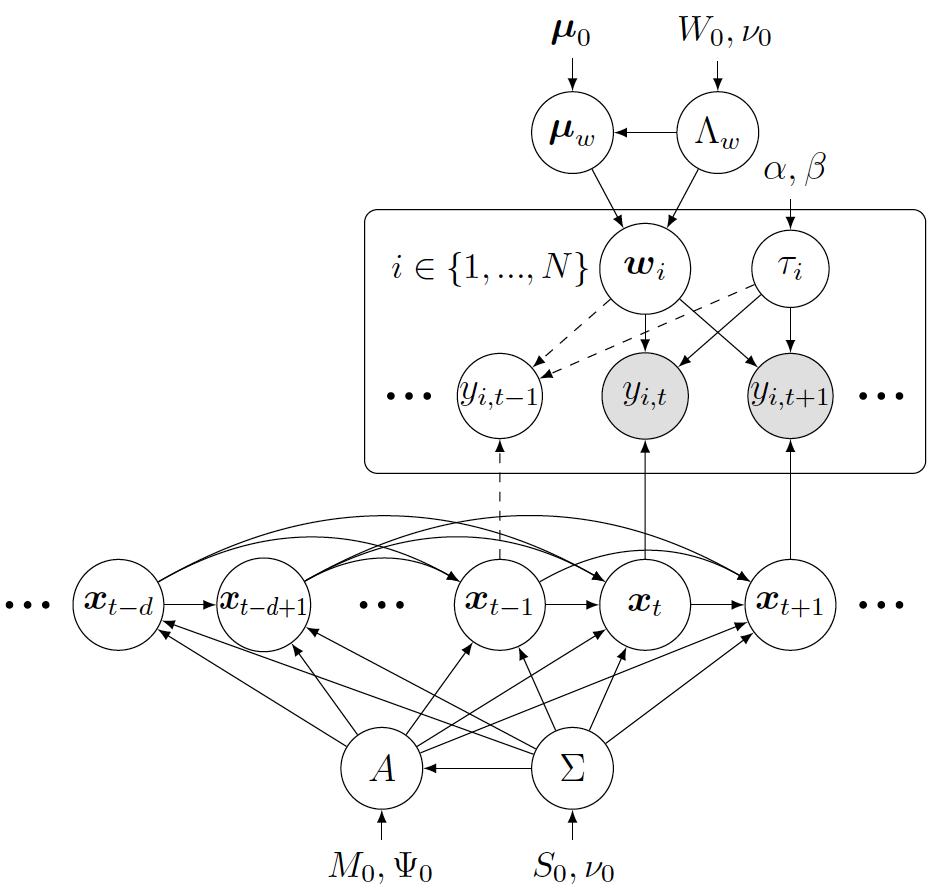 μ₀ W₀, ν₀
μ_w Λ_w
α, β
i ∈ {1, ..., N} w_i τ_i
... y_{i,t−1} y_{i,t} y_{i,t+1} ...
... x_{t−d} x_{t−d+1} ... x_{t−1} x_t x_{t+1} ...
A Σ
M₀, Ψ₀ S₀, ν₀